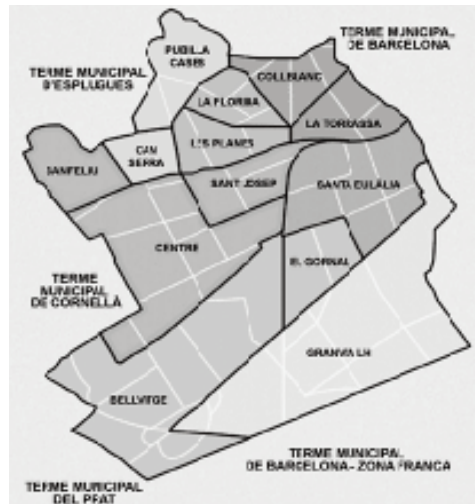 PUBILLA
CASES
TERME MUNICIPAL
DE BARCELONA
TERME MUNICIPAL
D'ESPLUGUES
COLLBLANC
LA FLORIDA
LA TORRASSA
LES PLANES
CAN
SERRA
SANFELIU
SANT JOSEP
SANTA EULÀLIA
CENTRE
EL GORNAL
TERME
MUNICIPAL
DE CORNELLÀ
GRANVIA LH
BELLVITGE
TERME MUNICIPAL
DE BARCELONA - ZONA FRANCA
TERME MUNICIPAL
DEL PRAT